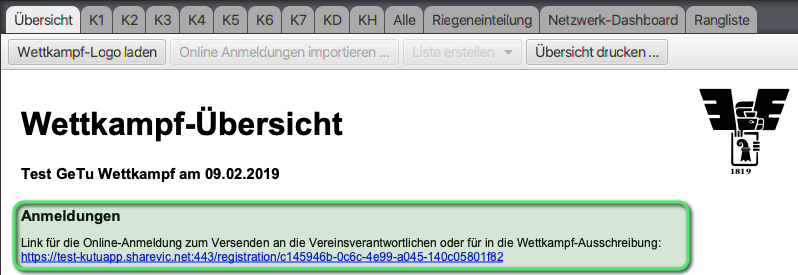 Übersicht K1 K2 K3 K4 K5 K6 K7 KD KH Alle Riegeneinteilung Netzwerk-Dashboard Rangliste
Wettkampf-Logo laden Online Anmeldungen importieren ... Liste erstellen Übersicht drucken ...
Wettkampf-Übersicht
1819
Test GeTu Wettkampf am 09.02.2019
Anmeldungen
Link für die Online-Anmeldung zum Versenden an die Vereinsverantwortlichen oder für in die Wettkampf-Ausschreibung:
https://test-kutuapp.sharevic.net:443/registration/c145946b-0c6c-4e99-a045-140c05801f82